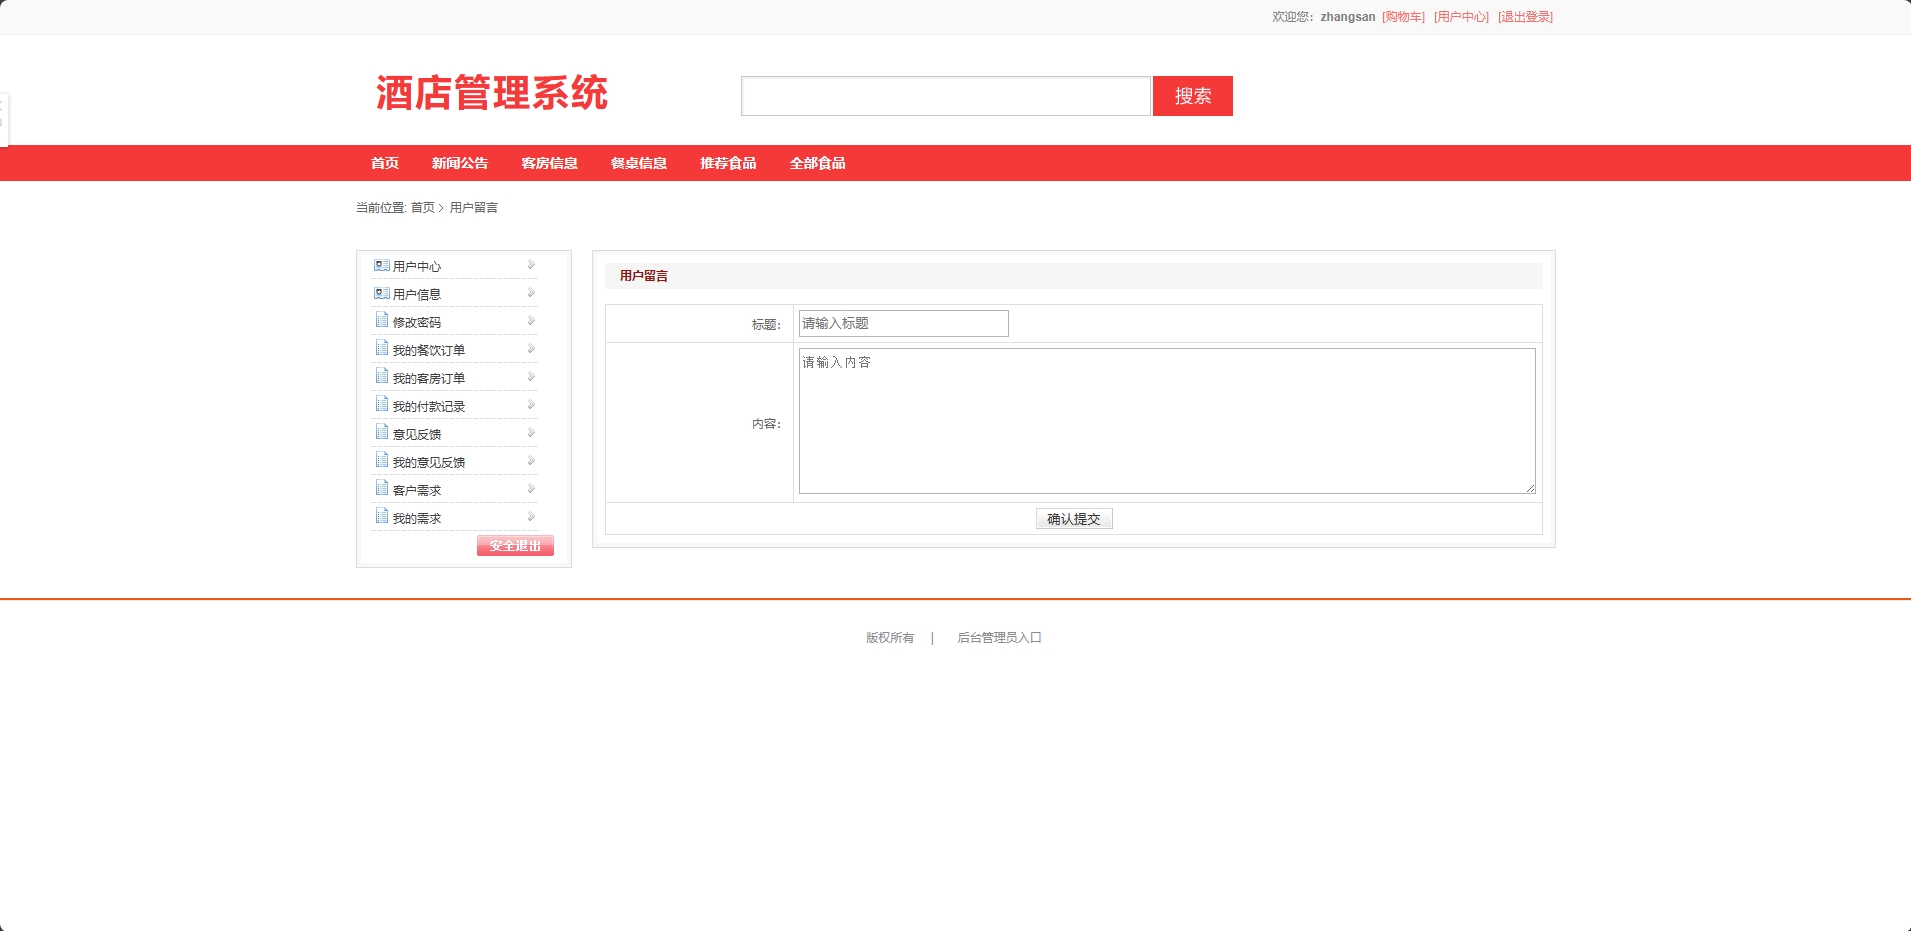 欢迎您：zhangsan [购物车] [用户中心] [退出登录]
酒店管理系统
搜索
首页 新闻公告 客房信息 餐桌信息 推荐食品 全部食品
当前位置: 首页 > 用户留言
用户中心
用户信息
修改密码
我的餐饮订单
我的客房订单
我的付款记录
意见反馈
我的意见反馈
客户需求
我的需求
安全退出
用户留言
标题：
请输入标题
内容：
请输入内容
确认提交
版权所有 | 后台管理员入口